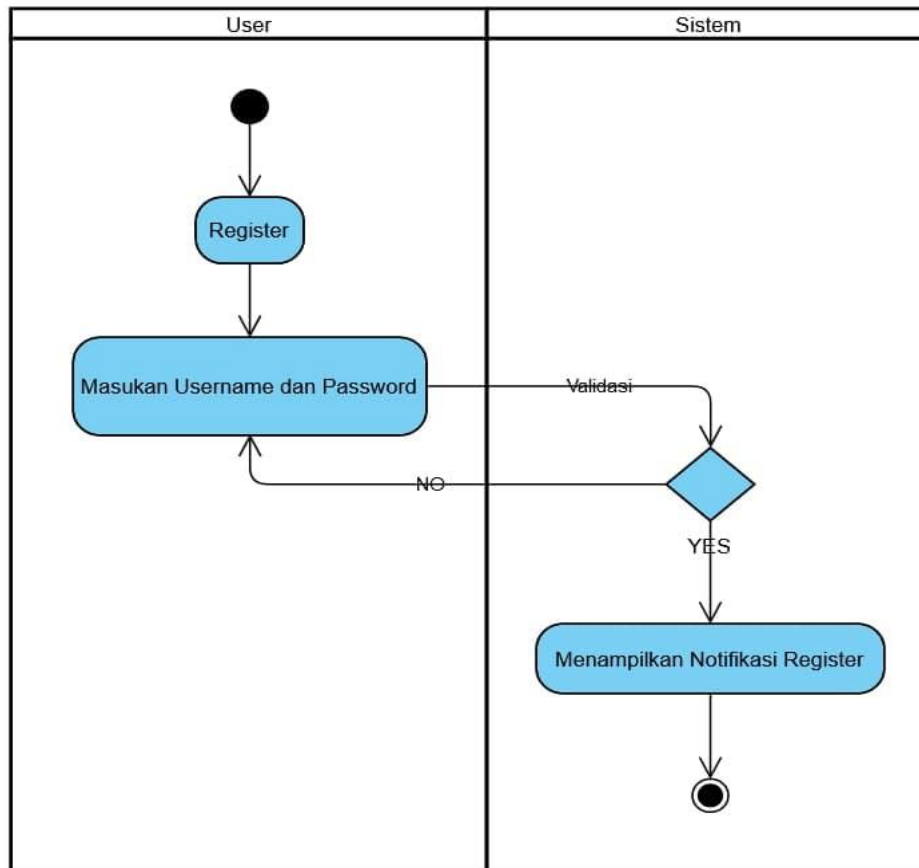 User
Sistem
Register
Masukan Username dan Password
Validasi
NO
YES
Menampilkan Notifikasi Register